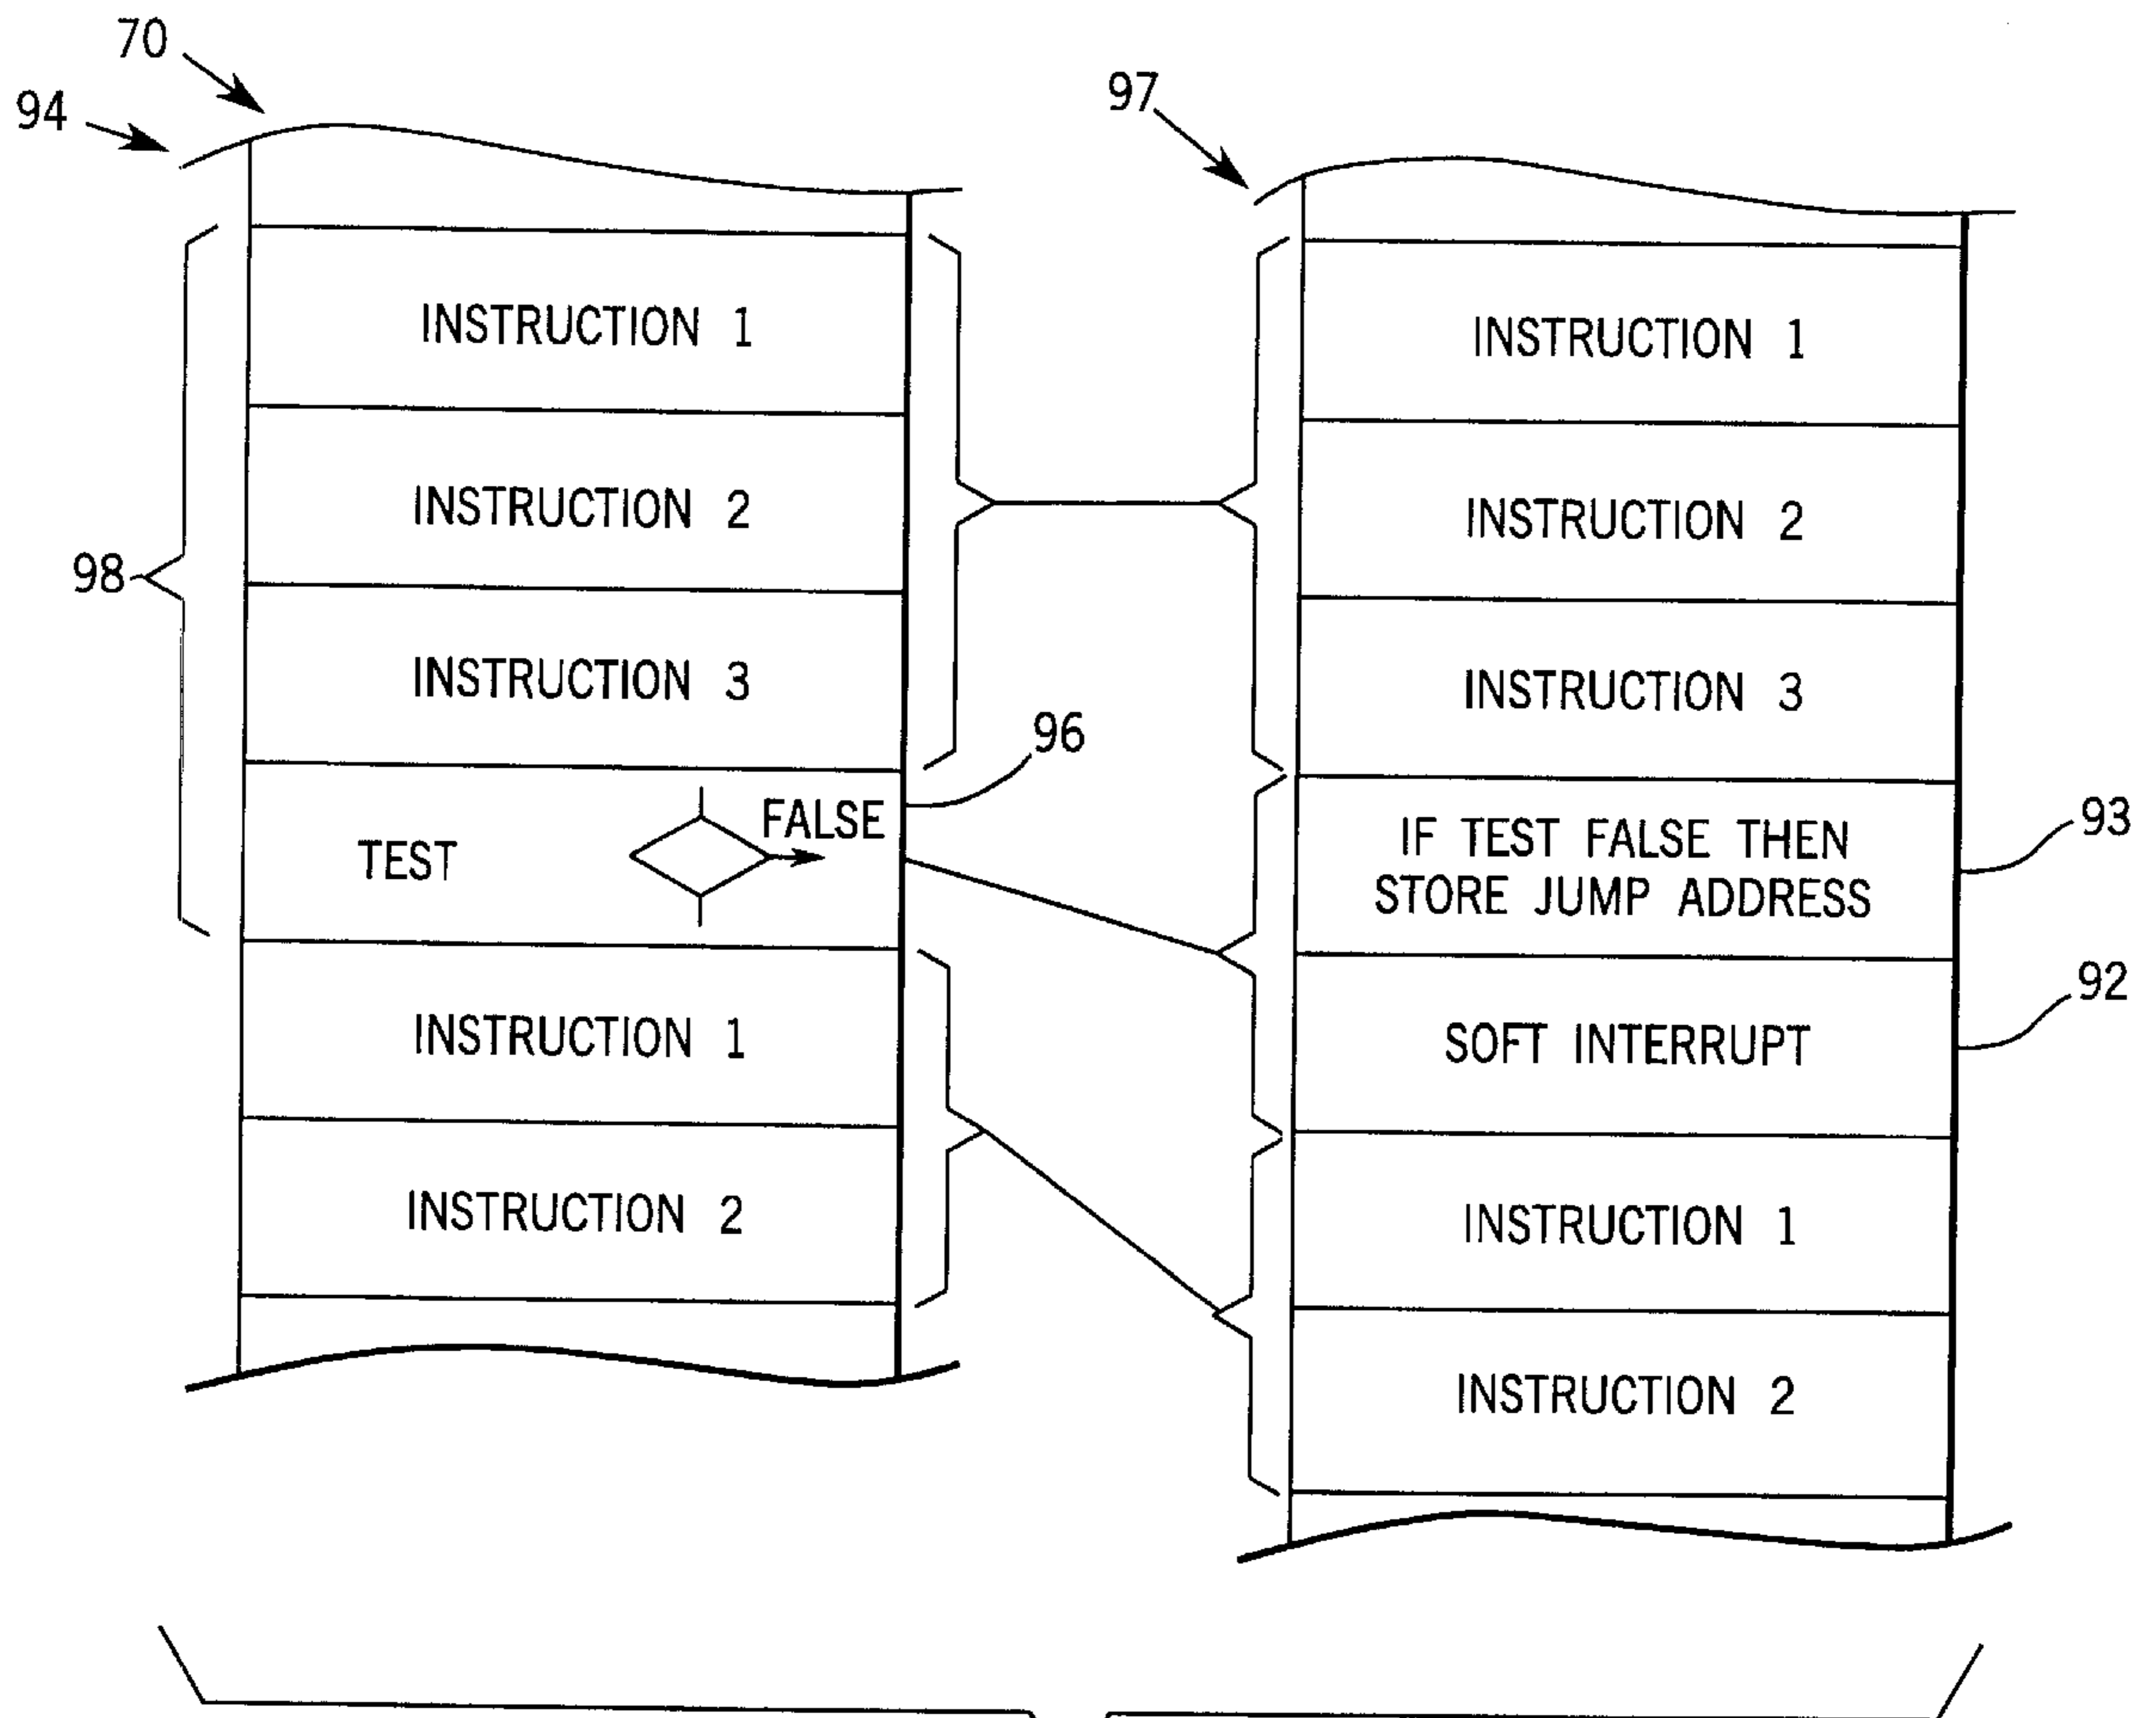 70
94
97
INSTRUCTION 1
INSTRUCTION 2
INSTRUCTION 3
98
96
TEST
FALSE
INSTRUCTION 1
INSTRUCTION 2
INSTRUCTION 1
INSTRUCTION 2
INSTRUCTION 3
IF TEST FALSE THEN
STORE JUMP ADDRESS
93
SOFT INTERRUPT
92
INSTRUCTION 1
INSTRUCTION 2